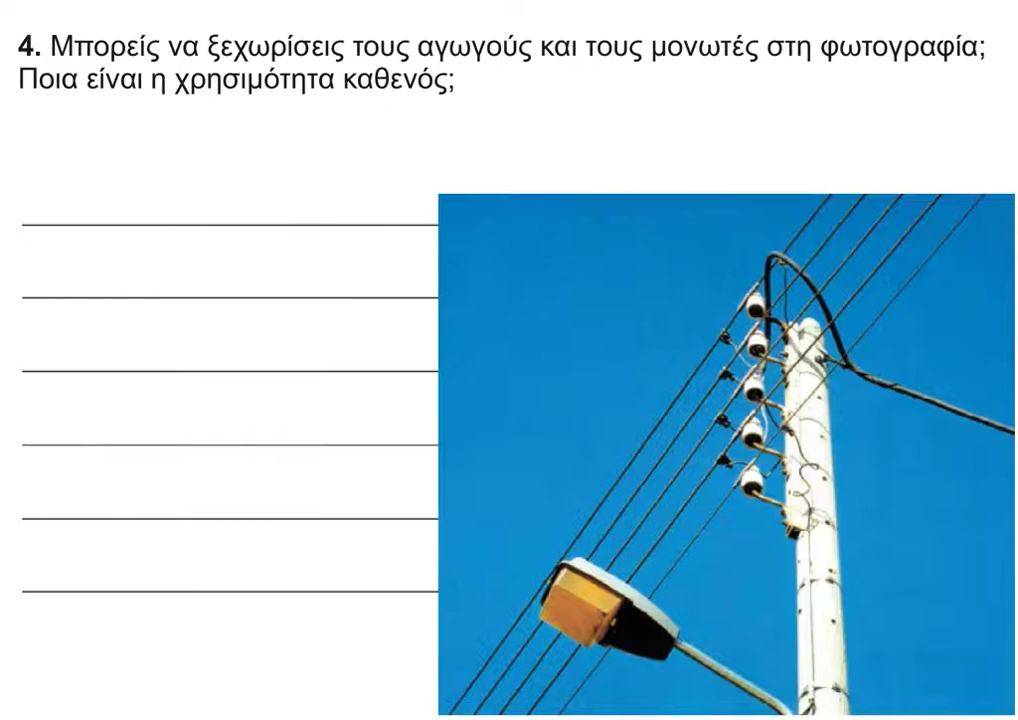 4. Μπορείς να ξεχωρίσεις τους αγωγούς και τους μονωτές στη φωτογραφία;
Ποια είναι η χρησιμότητα καθενός;